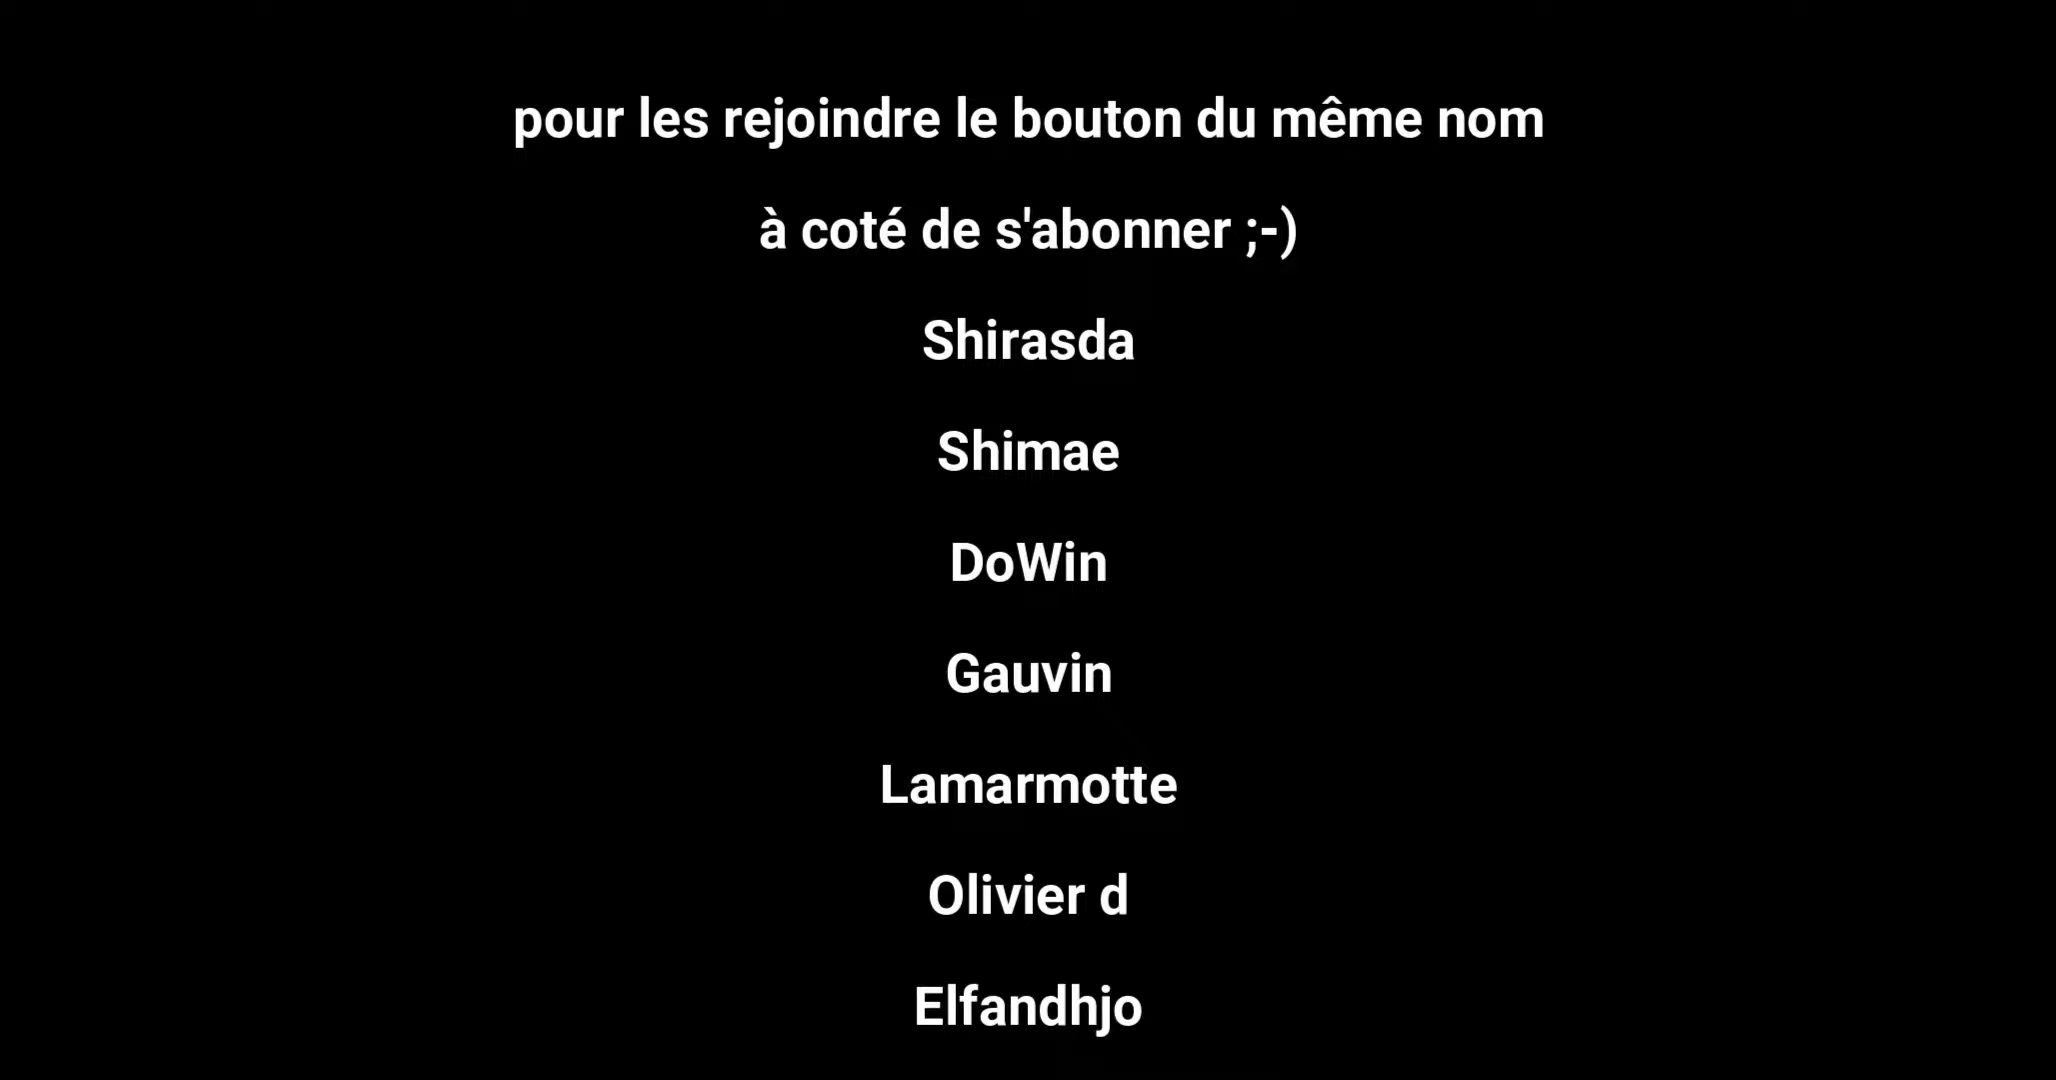 pour les rejoindre le bouton du même nom
à coté de s'abonner ;-)
Shirasda
Shimae
DoWin
Gauvin
Lamarmotte
Olivier d
Elfandhjo